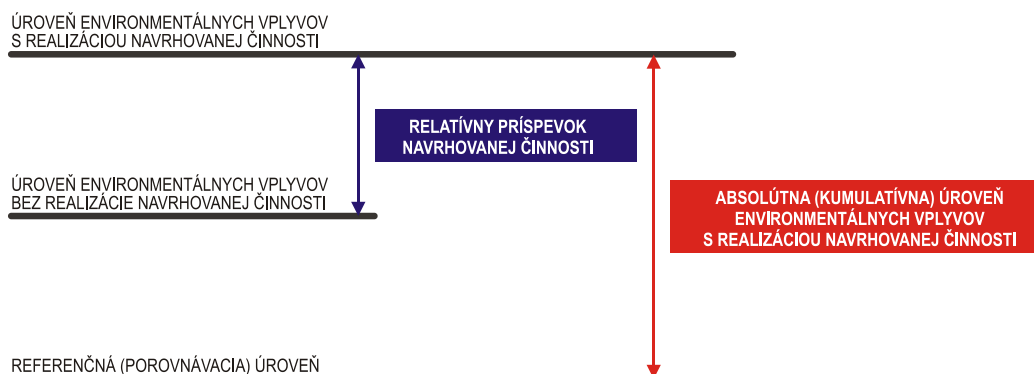 ÚROVEŇ ENVIRONMENTÁLNYCH VPLYVOV
S REALIZÁCIOU NAVRHOVANEJ ČINNOSTI
RELATÍVNY PRÍSPEVOK
NAVRHOVANEJ ČINNOSTI
ÚROVEŇ ENVIRONMENTÁLNYCH VPLYVOV
BEZ REALIZÁCIE NAVRHOVANEJ ČINNOSTI
ABSOLÚTNA (KUMULATÍVNA) ÚROVEŇ
ENVIRONMENTÁLNYCH VPLYVOV
S REALIZÁCIOU NAVRHOVANEJ ČINNOSTI
REFERENČNÁ (POROVNÁVACIA) ÚROVEŇ